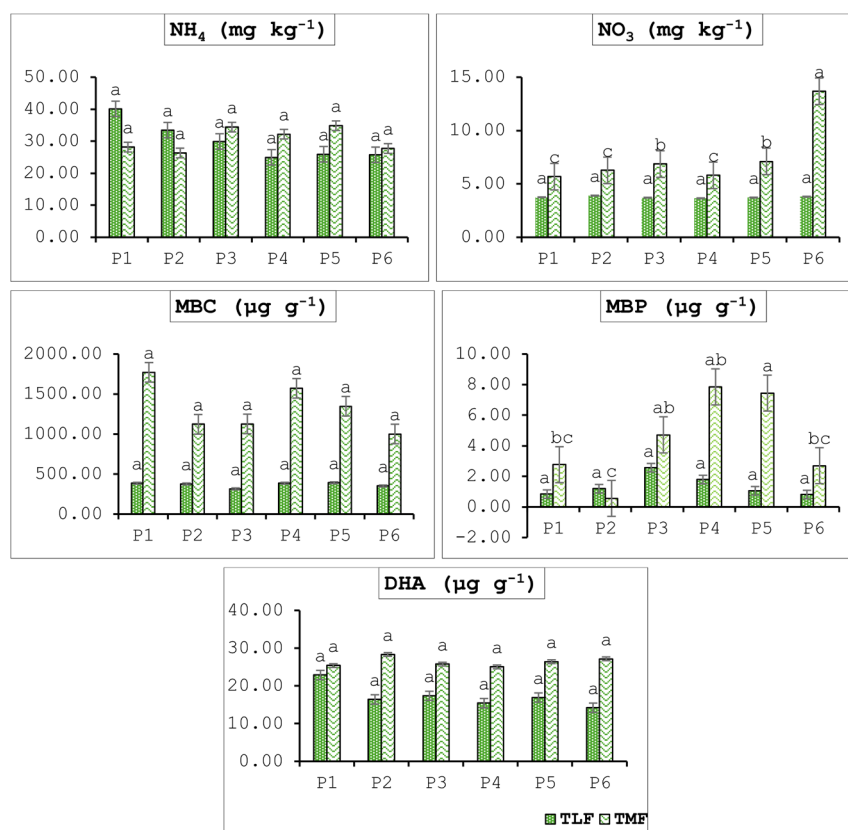 NH₄ (mg kg⁻¹)
50.00
40.00
30.00
20.00
10.00
0.00
a a a a a a a a a a a a
P1 P2 P3 P4 P5 P6
NO₃ (mg kg⁻¹)
15.00
10.00
5.00
0.00
a c a c a b a c a b a a
P1 P2 P3 P4 P5 P6
MBC (µg g⁻¹)
2000.00
1500.00
1000.00
500.00
0.00
a a a a a a a a a a a a
P1 P2 P3 P4 P5 P6
MBP (µg g⁻¹)
10.00
8.00
6.00
4.00
2.00
0.00
-2.00
a bc a c a ab a ab a a a bc
P1 P2 P3 P4 P5 P6
DHA (µg g⁻¹)
40.00
30.00
20.00
10.00
0.00
a a a a a a a a a a a a
P1 P2 P3 P4 P5 P6
TLF TMF